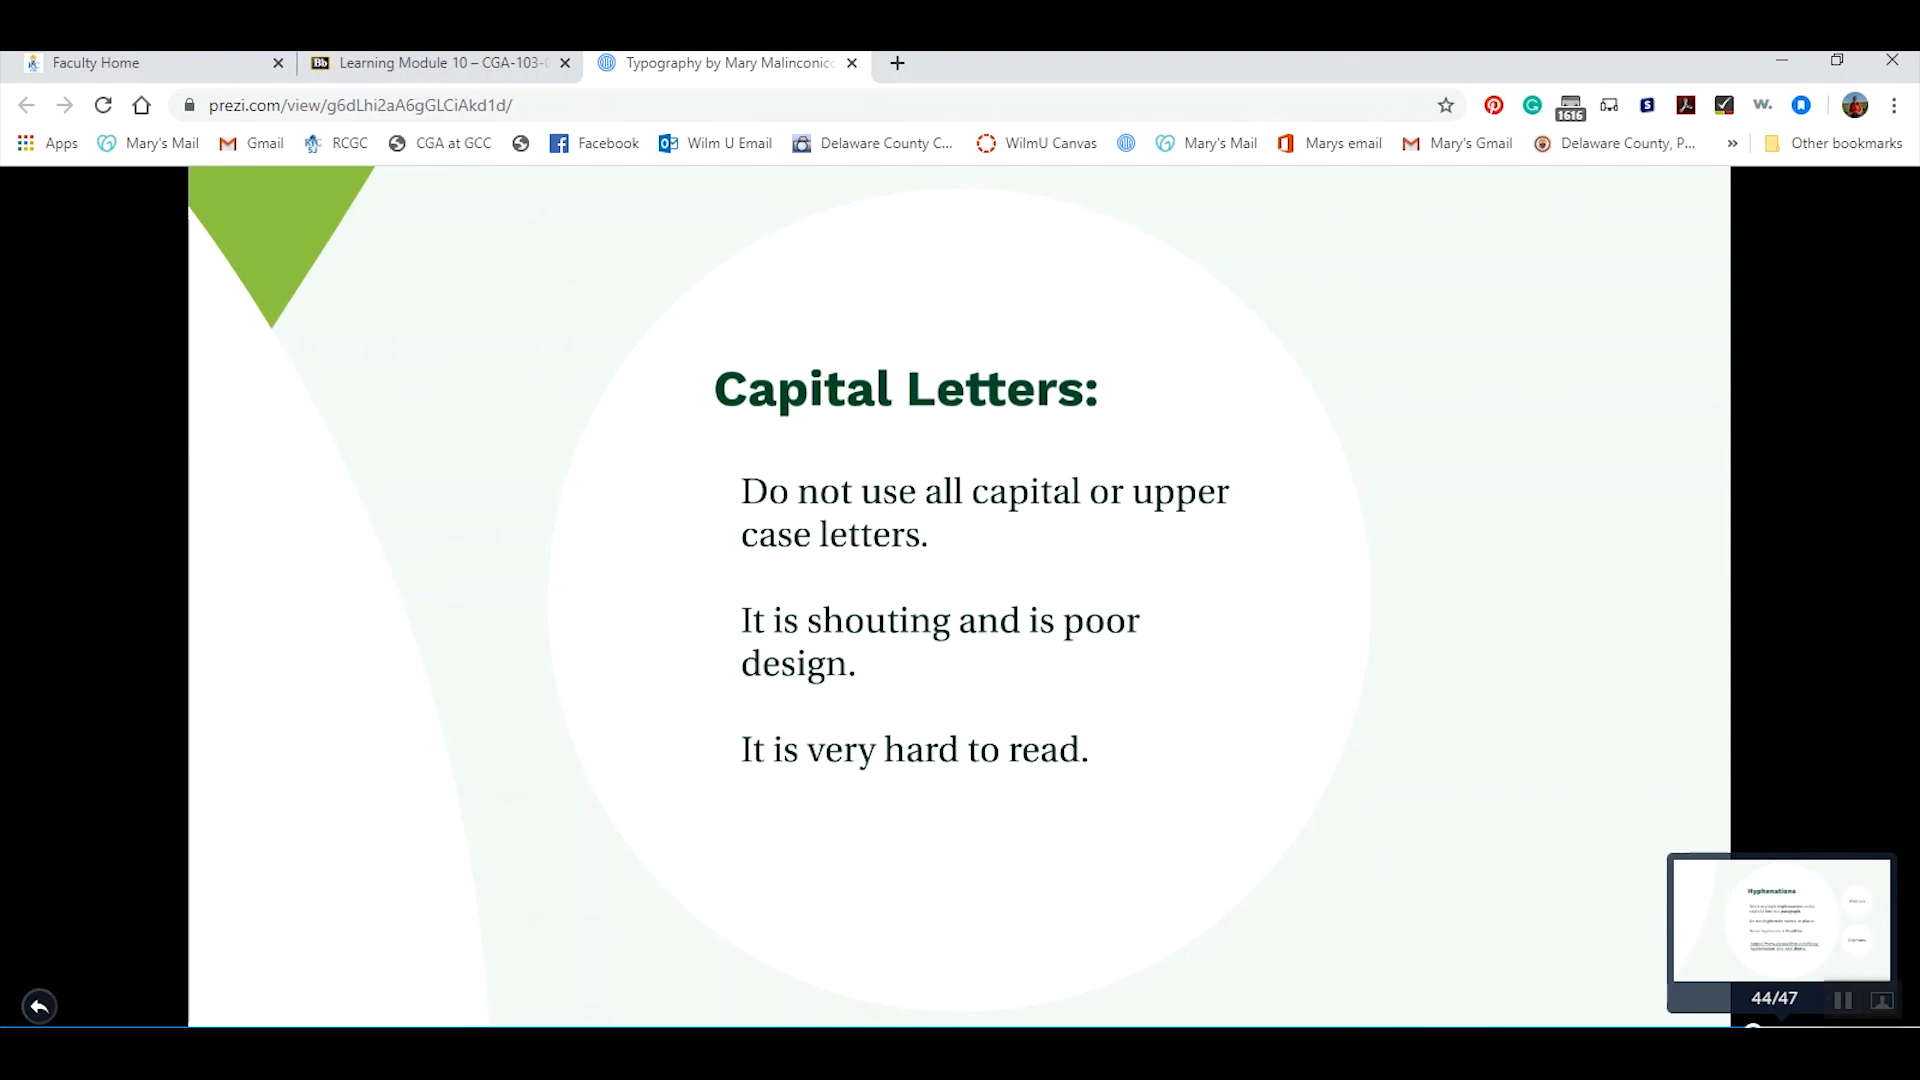 Faculty Home
Learning Module 10 – CGA-103-
Typography by Mary Malinconic
prezi.com/view/g6dLhi2aA6gGLCiAkd1d/
1616
w.
Apps
Mary's Mail
Gmail
RCGC
CGA at GCC
Facebook
Wilm U Email
Delaware County C...
WilmU Canvas
Mary's Mail
Marys email
Mary's Gmail
Delaware County, P...
»
Other bookmarks
Capital Letters:
Do not use all capital or upper
case letters.
It is shouting and is poor
design.
It is very hard to read.
Hyphenations
44/47